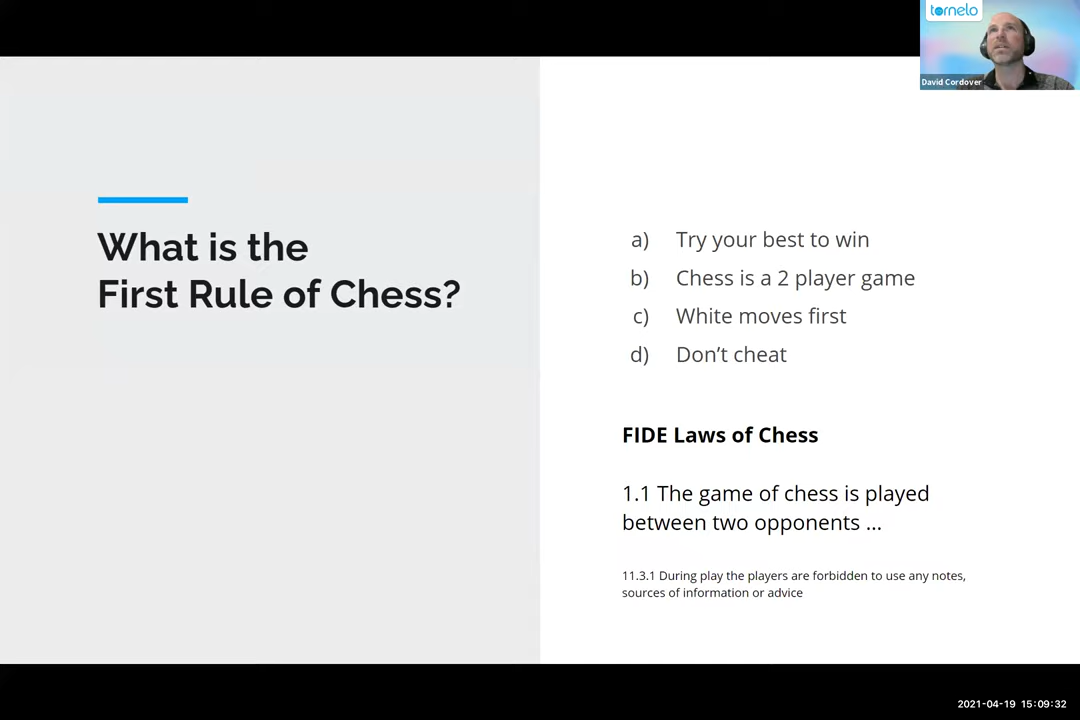 tornelo
David Cordover
What is the
First Rule of Chess?
a) Try your best to win
b) Chess is a 2 player game
c) White moves first
d) Don’t cheat
FIDE Laws of Chess
1.1 The game of chess is played
between two opponents ...
11.3.1 During play the players are forbidden to use any notes,
sources of information or advice
2021-04-19 15:09:32